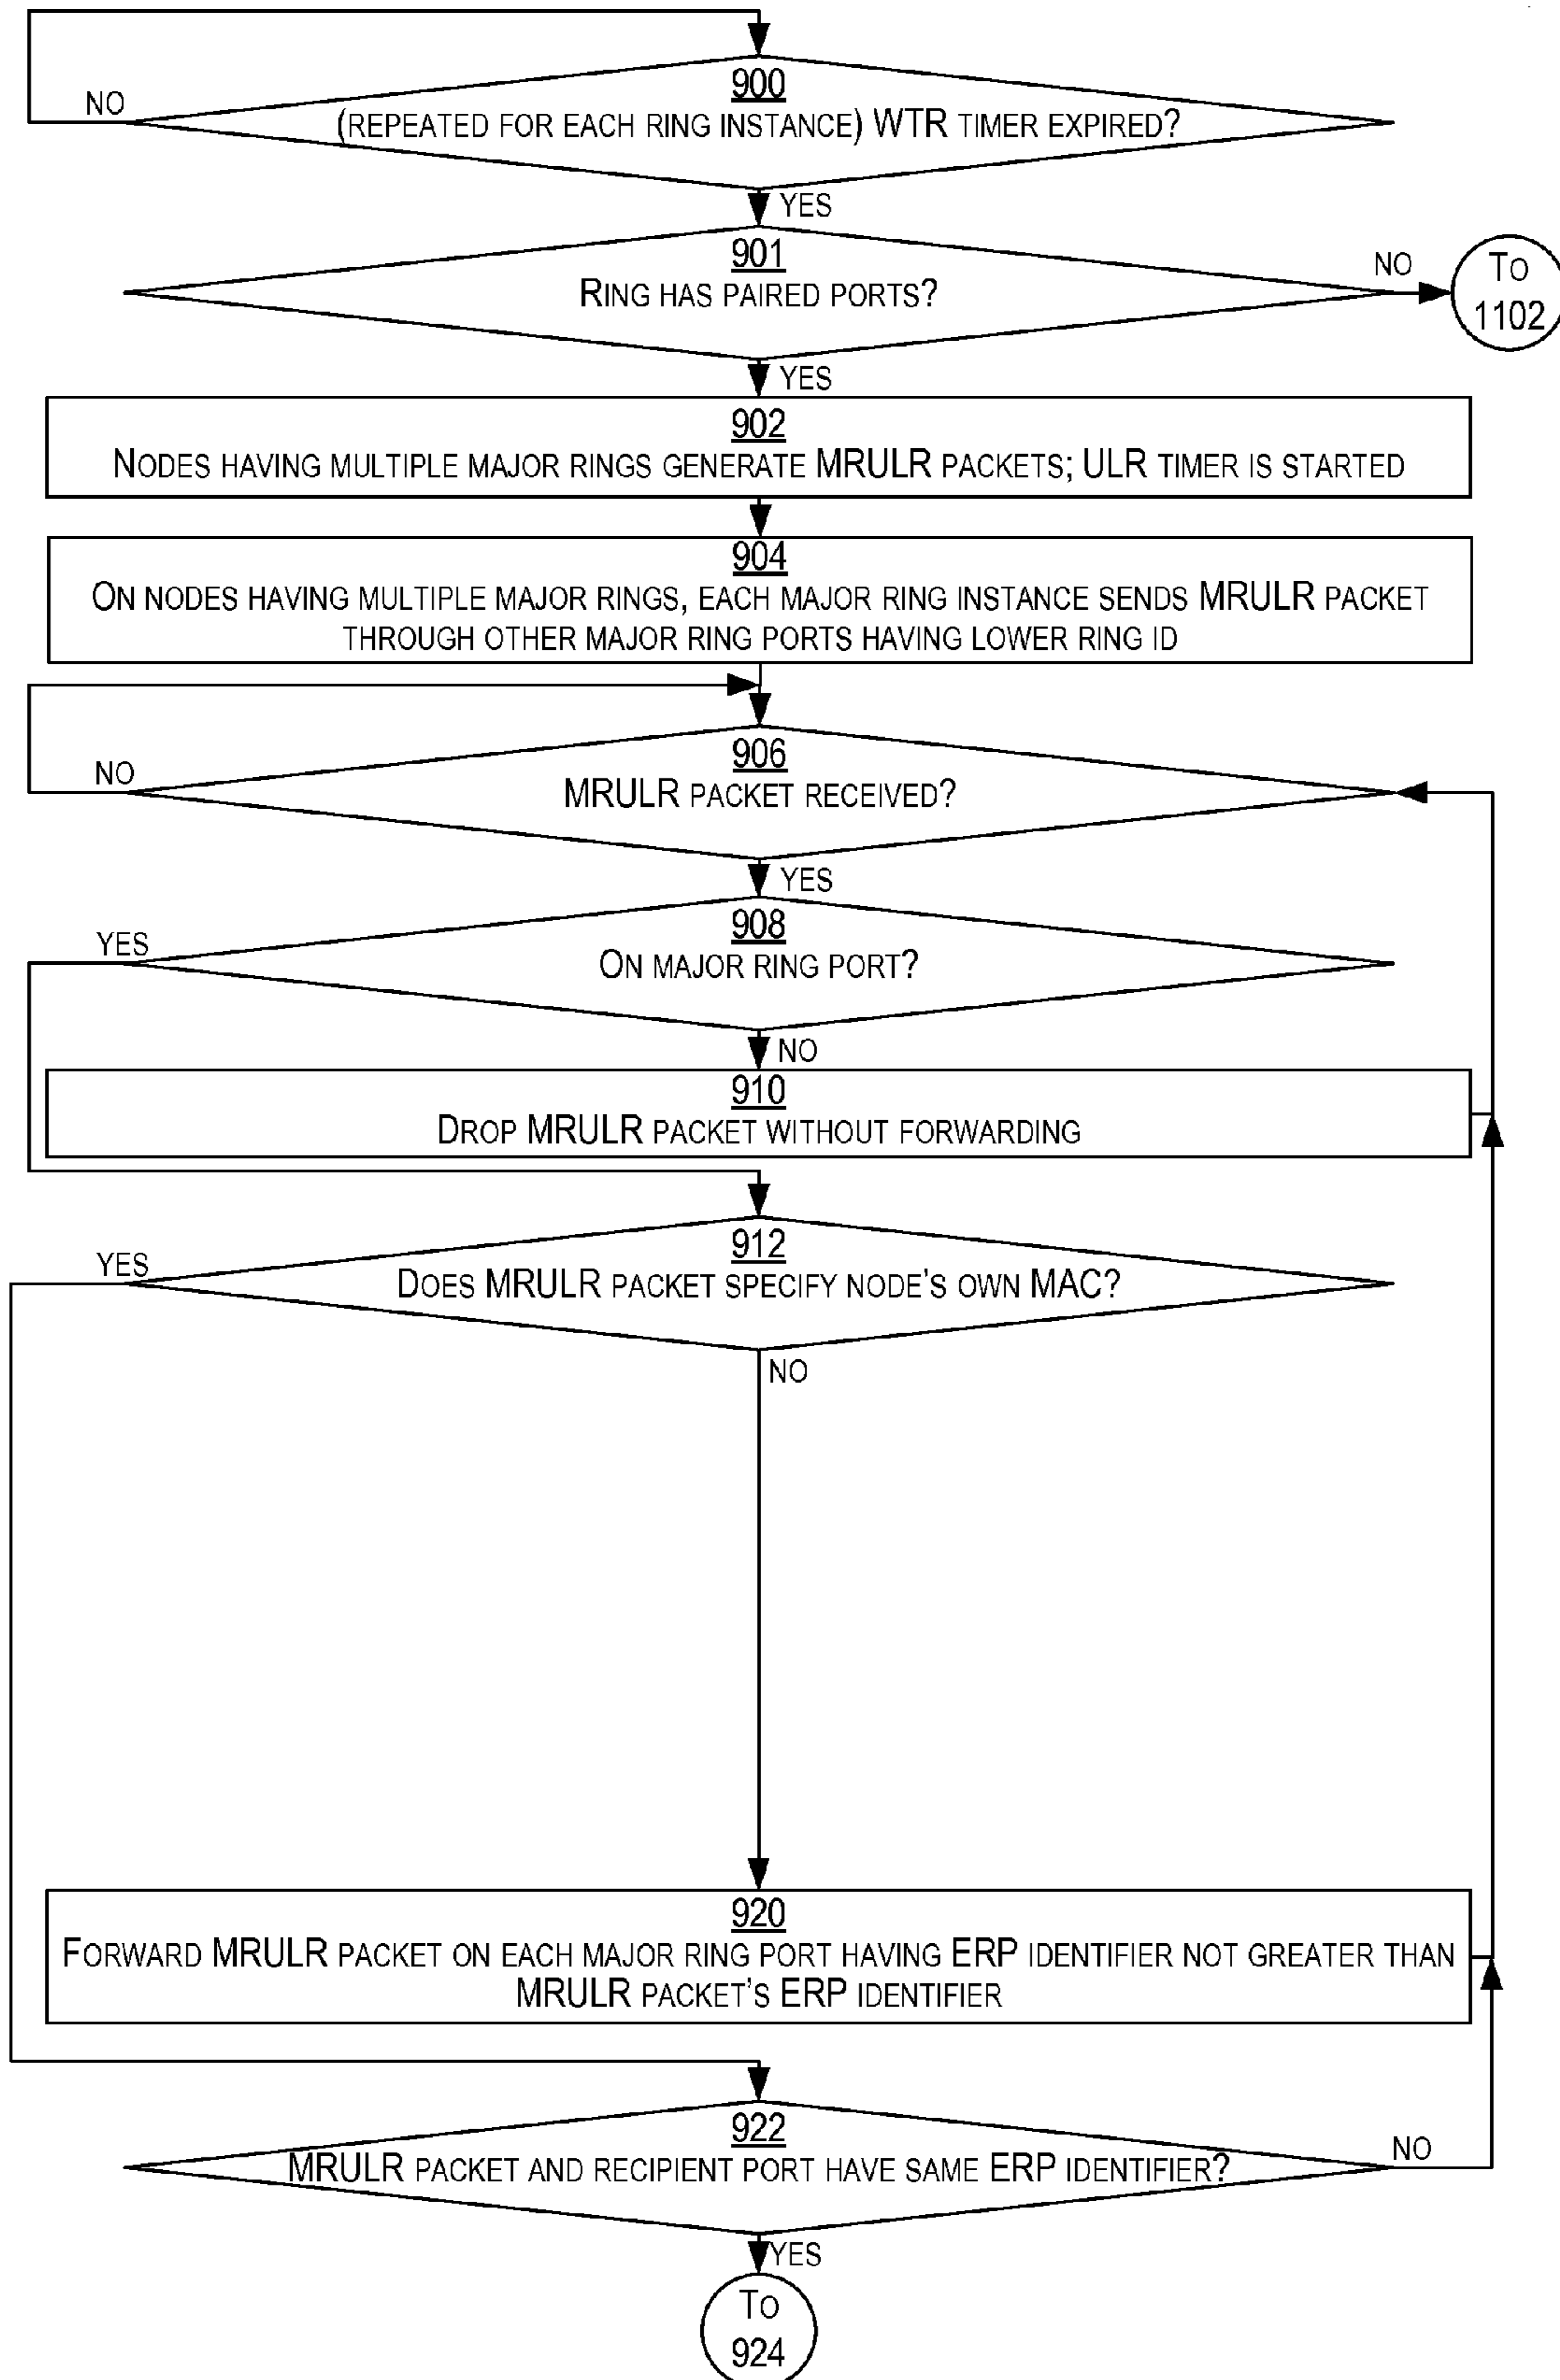 900
NO
(REPEATED FOR EACH RING INSTANCE) WTR TIMER EXPIRED?
YES
901
NO
RING HAS PAIRED PORTS?
TO
1102
YES
902
NODES HAVING MULTIPLE MAJOR RINGS GENERATE MRULR PACKETS; ULR TIMER IS STARTED
904
ON NODES HAVING MULTIPLE MAJOR RINGS, EACH MAJOR RING INSTANCE SENDS MRULR PACKET
THROUGH OTHER MAJOR RING PORTS HAVING LOWER RING ID
906
NO
MRULR PACKET RECEIVED?
YES
908
YES
ON MAJOR RING PORT?
NO
910
DROP MRULR PACKET WITHOUT FORWARDING
912
YES
DOES MRULR PACKET SPECIFY NODE'S OWN MAC?
NO
920
FORWARD MRULR PACKET ON EACH MAJOR RING PORT HAVING ERP IDENTIFIER NOT GREATER THAN
MRULR PACKET'S ERP IDENTIFIER
922
NO
MRULR PACKET AND RECIPIENT PORT HAVE SAME ERP IDENTIFIER?
YES
TO
924